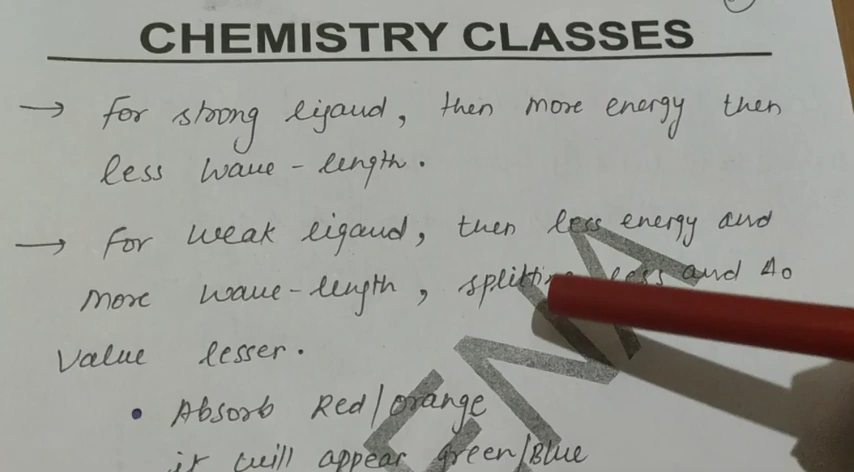 CHEMISTRY CLASSES
→ For strong ligand, then more energy then
less wave-length.
→ For weak ligand, then less energy and
more wave-length, splitting less and Δo
value lesser.
• Absorb Red/orange
it will appear green/Blue